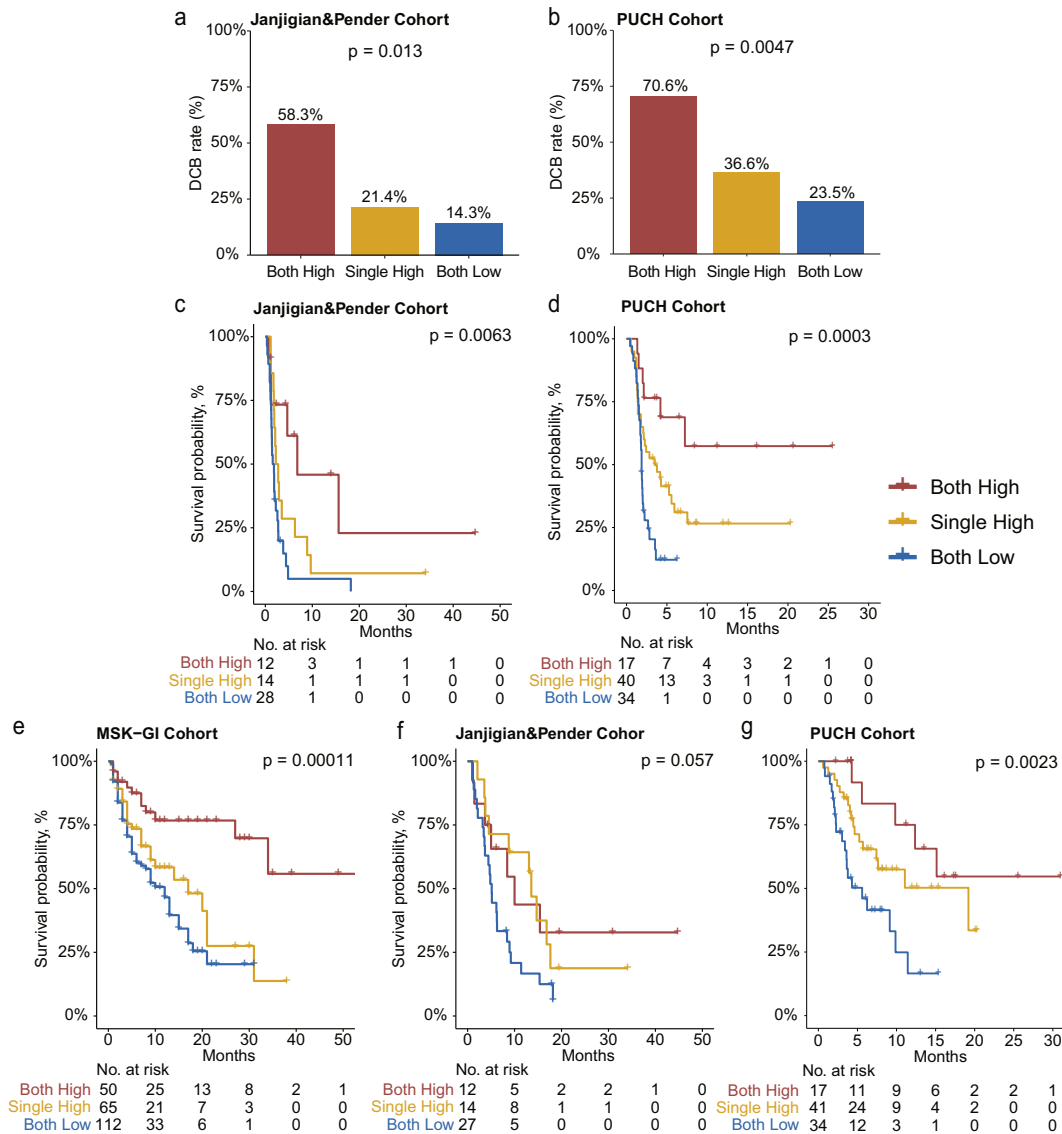 a
Janjigian&Pender Cohort
p = 0.013
100%
75%
50%
25%
0%
DCB rate (%)
58.3%
21.4%
14.3%
Both High Single High Both Low
b
PUCH Cohort
p = 0.0047
100%
75%
50%
25%
0%
DCB rate (%)
70.6%
36.6%
23.5%
Both High Single High Both Low
c
Janjigian&Pender Cohort
p = 0.0063
100%
75%
50%
25%
0%
Survival probability, %
0 10 20 30 40 50
Months
No. at risk
Both High 12 3 1 1 1 0
Single High 14 1 1 1 0 0
Both Low 28 1 0 0 0 0
d
PUCH Cohort
p = 0.0003
100%
75%
50%
25%
0%
Survival probability, %
0 5 10 15 20 25 30
Months
No. at risk
Both High 17 7 4 3 2 1 0
Single High 40 13 3 1 1 0 0
Both Low 34 1 0 0 0 0 0
Both High
Single High
Both Low
e
MSK−GI Cohort
p = 0.00011
100%
75%
50%
25%
0%
Survival probability, %
0 10 20 30 40 50
Months
No. at risk
Both High 50 25 13 8 2 1
Single High 65 21 7 3 0 0
Both Low 112 33 6 1 0 0
f
Janjigian&Pender Cohor
p = 0.057
100%
75%
50%
25%
0%
Survival probability, %
0 10 20 30 40 50
Months
No. at risk
Both High 12 5 2 2 1 0
Single High 14 8 1 1 0 0
Both Low 27 5 0 0 0 0
g
PUCH Cohort
p = 0.0023
100%
75%
50%
25%
0%
Survival probability, %
0 5 10 15 20 25 30
Months
No. at risk
Both High 17 11 9 6 2 2 1
Single High 41 24 9 4 2 0 0
Both Low 34 12 3 1 0 0 0